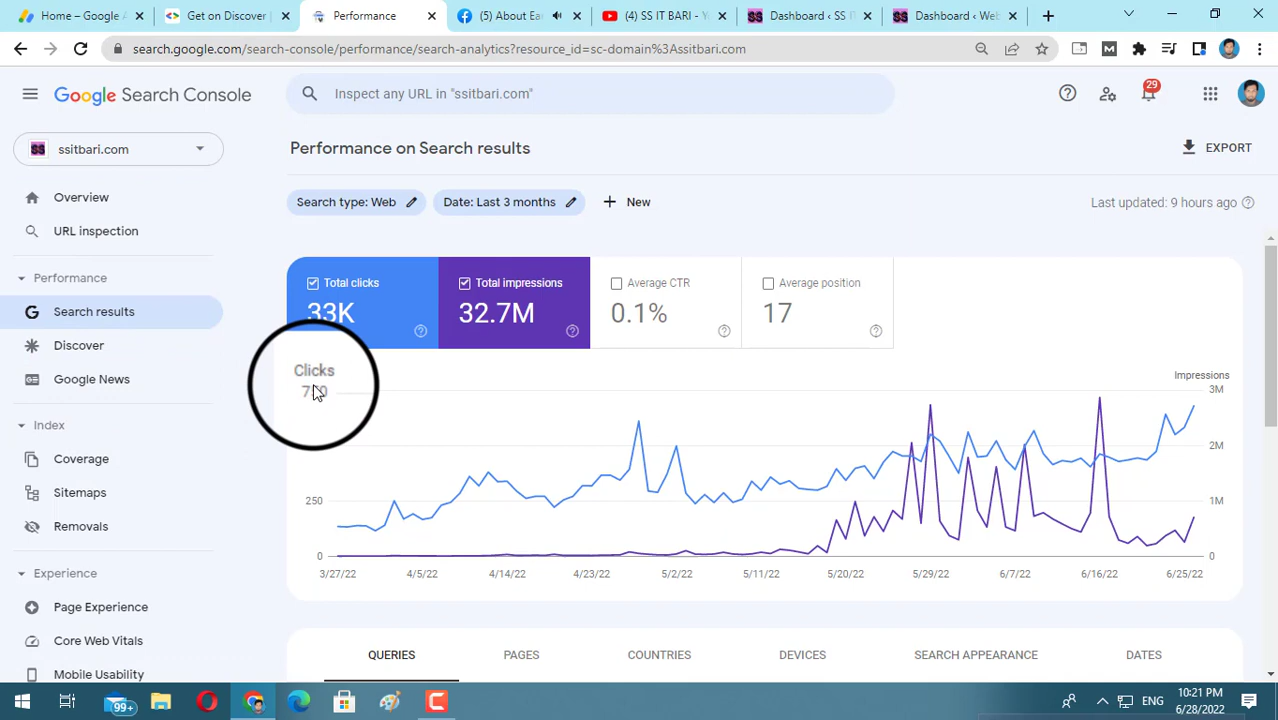 Home – Google A
Get on Discover
Performance
(5) About Ear
(4) SS IT BARI - Y
Dashboard ‹ SS IT
Dashboard ‹ Web
search.google.com/search-console/performance/search-analytics?resource_id=sc-domain%3Assitbari.com
Google Search Console
Inspect any URL in "ssitbari.com"
29
ssitbari.com
Performance on Search results
EXPORT
Overview
URL inspection
Search type: Web
Date: Last 3 months
New
Last updated: 9 hours ago
Performance
Search results
Discover
Google News
Index
Coverage
Sitemaps
Removals
Experience
Page Experience
Core Web Vitals
Mobile Usability
Total clicks
33K
Total impressions
32.7M
Average CTR
0.1%
Average position
17
Clicks
Impressions
3M
2M
250
1M
0
0
3/27/22
4/5/22
4/14/22
4/23/22
5/2/22
5/11/22
5/20/22
5/29/22
6/7/22
6/16/22
6/25/22
QUERIES
PAGES
COUNTRIES
DEVICES
SEARCH APPEARANCE
DATES
99+
ENG
10:21 PM
6/28/2022